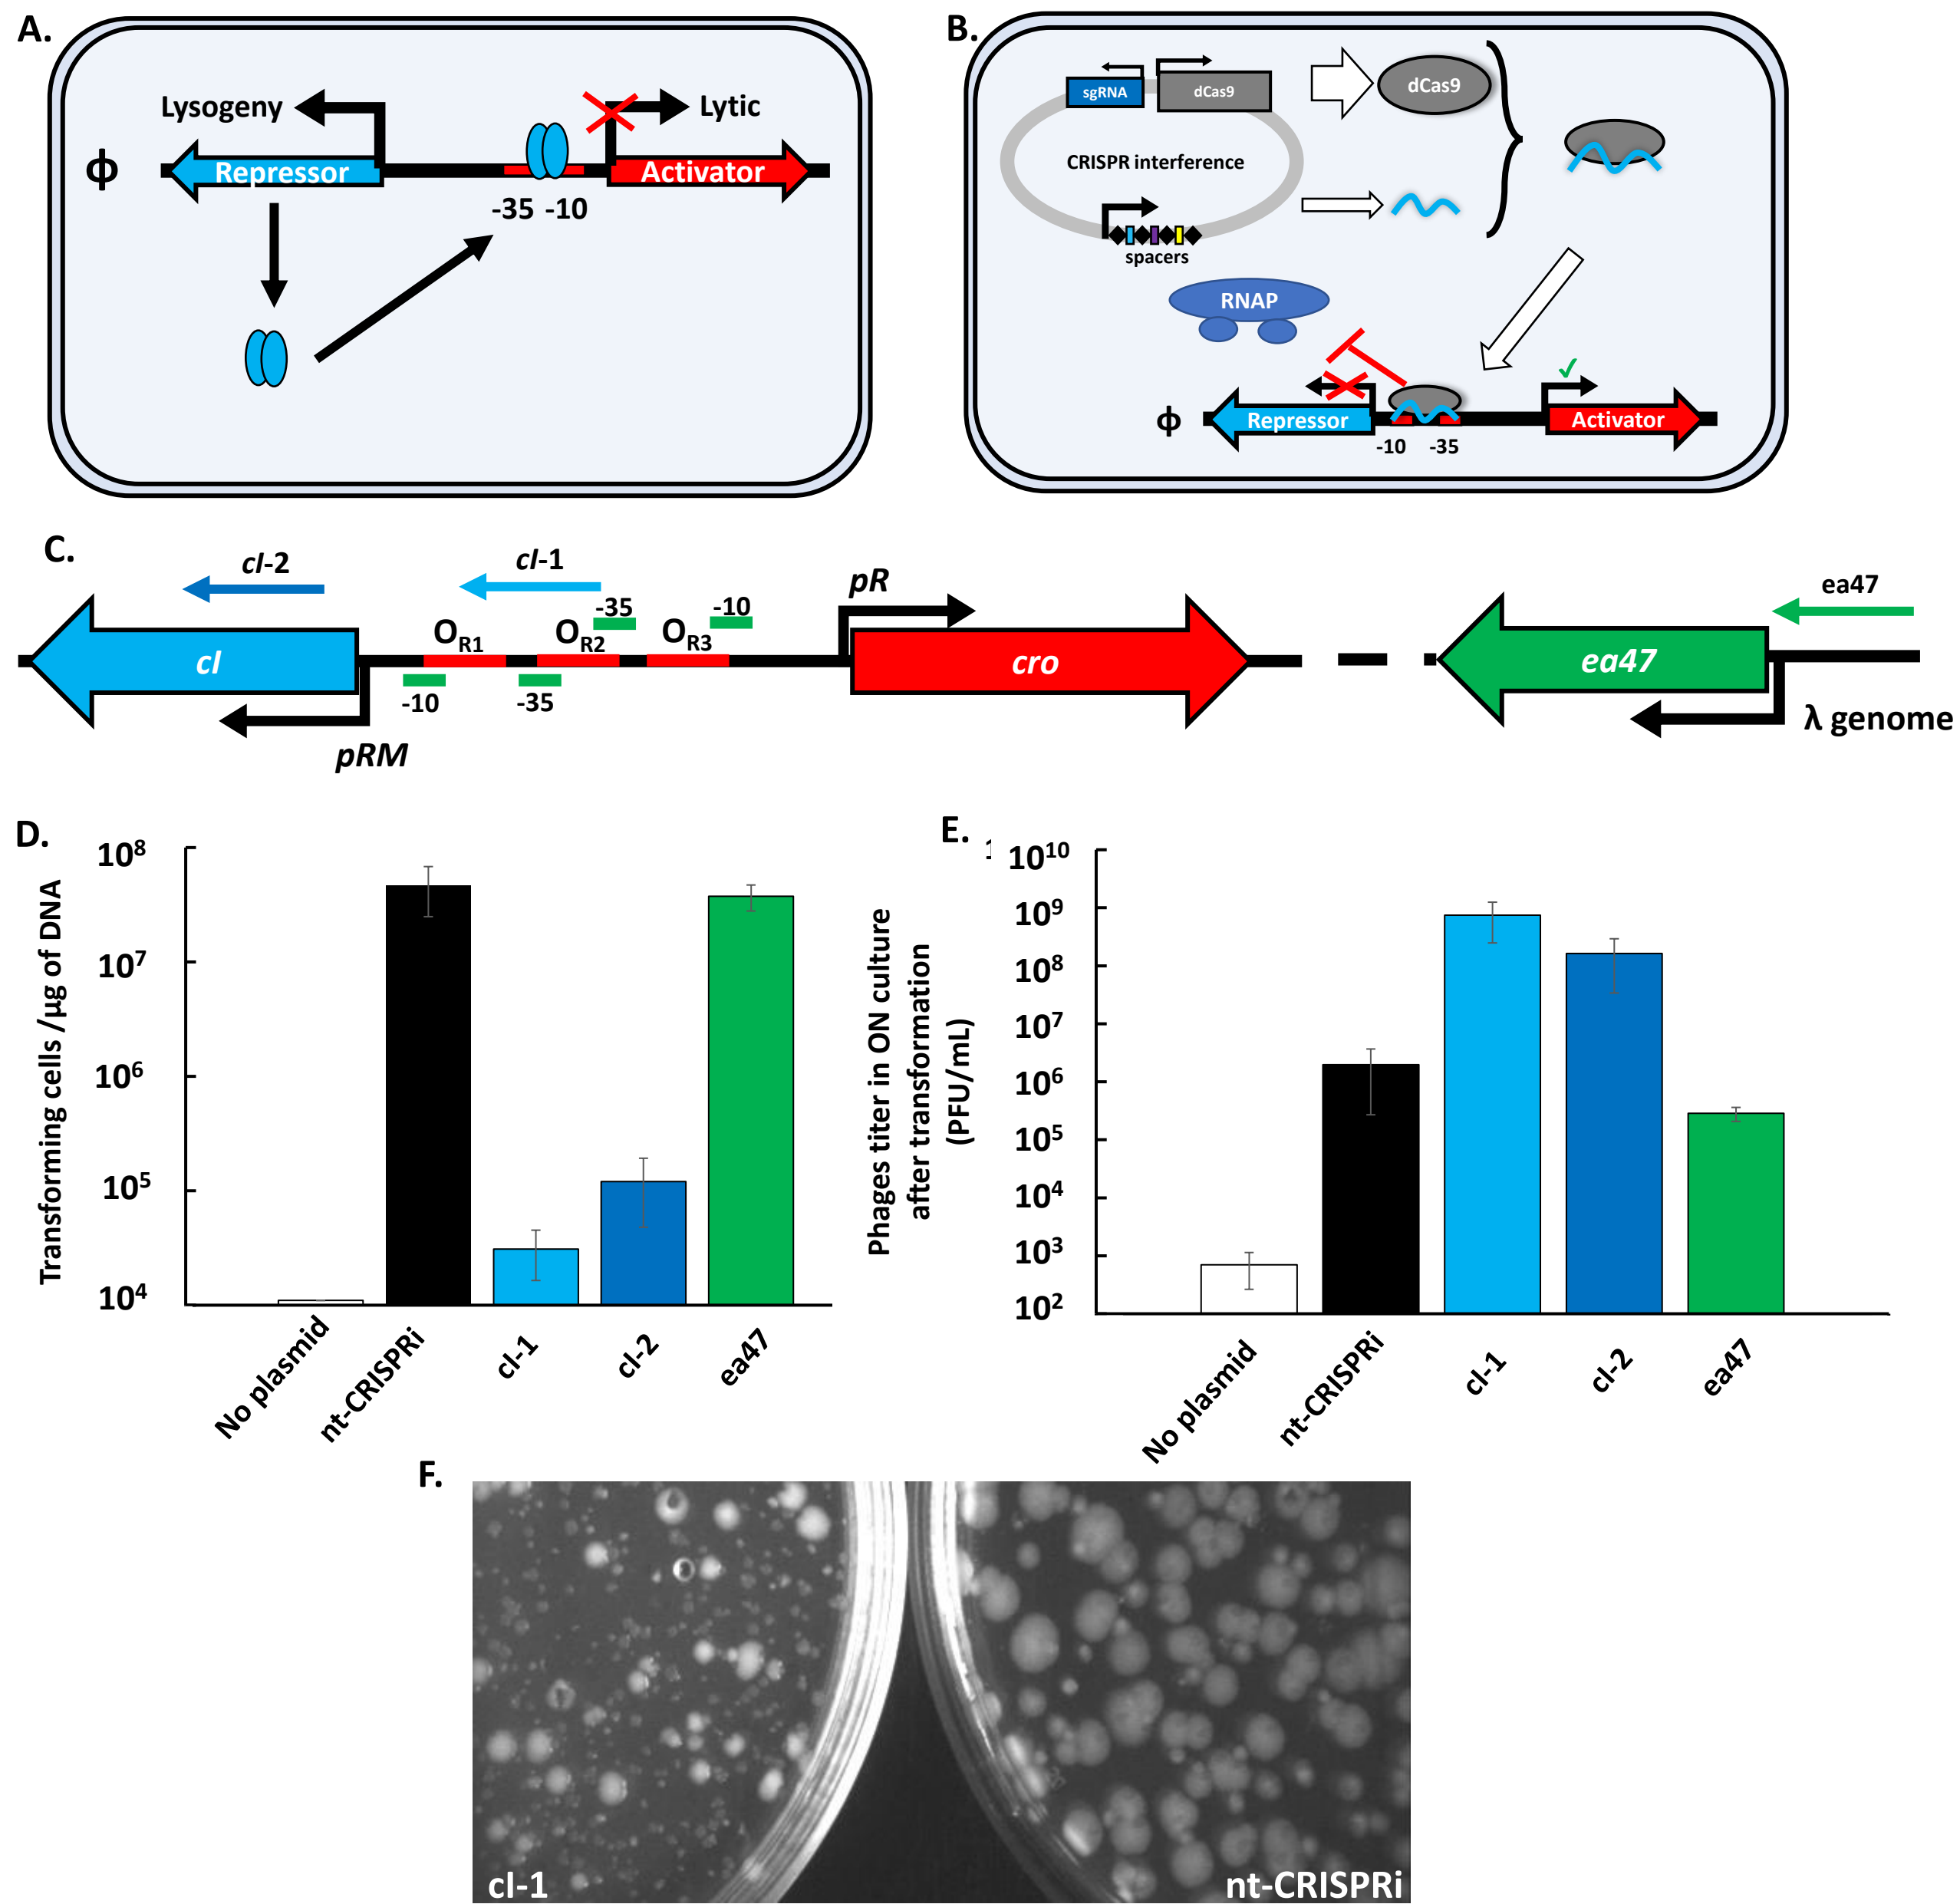 A.
Lysogeny
Lytic
ϕ
Repressor
Activator
-35 -10
B.
sgRNA
dCas9
dCas9
CRISPR interference
spacers
RNAP
✓
ϕ
Repressor
Activator
-10
-35
C.
cI-2
cI-1
ea47
pR
-35
-10
OR1
OR2
OR3
cI
cro
ea47
-10
-35
pRM
λ genome
D.
Transforming cells /µg of DNA
10⁸
10⁷
10⁶
10⁵
10⁴
No plasmid
nt-CRISPRi
cI-1
cI-2
ea47
E.
Phages titer in ON culture
after transformation
(PFU/mL)
10¹⁰
10⁹
10⁸
10⁷
10⁶
10⁵
10⁴
10³
10²
No plasmid
nt-CRISPRi
cI-1
cI-2
ea47
F.
cI-1
nt-CRISPRi